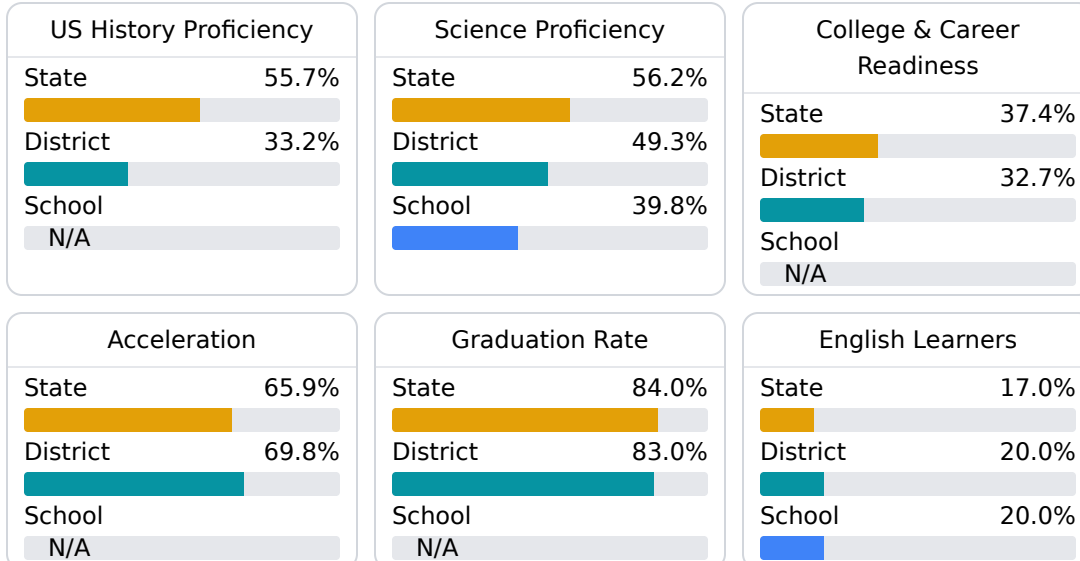 US History Proficiency
State 55.7%
District 33.2%
School
N/A
Science Proficiency
State 56.2%
District 49.3%
School 39.8%
College & Career
Readiness
State 37.4%
District 32.7%
School
N/A
Acceleration
State 65.9%
District 69.8%
School
N/A
Graduation Rate
State 84.0%
District 83.0%
School
N/A
English Learners
State 17.0%
District 20.0%
School 20.0%